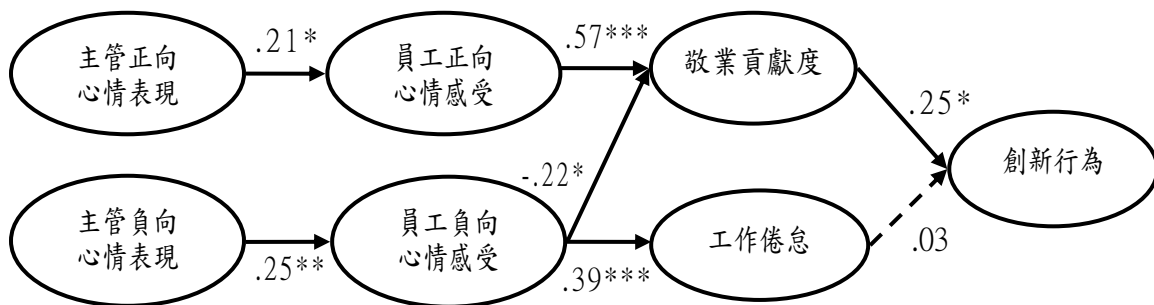 主管正向
心情表現
.21*
員工正向
心情感受
.57***
敬業貢獻度
.25*
創新行為
主管負向
心情表現
.25**
員工負向
心情感受
-.22*
.39***
工作倦怠
.03